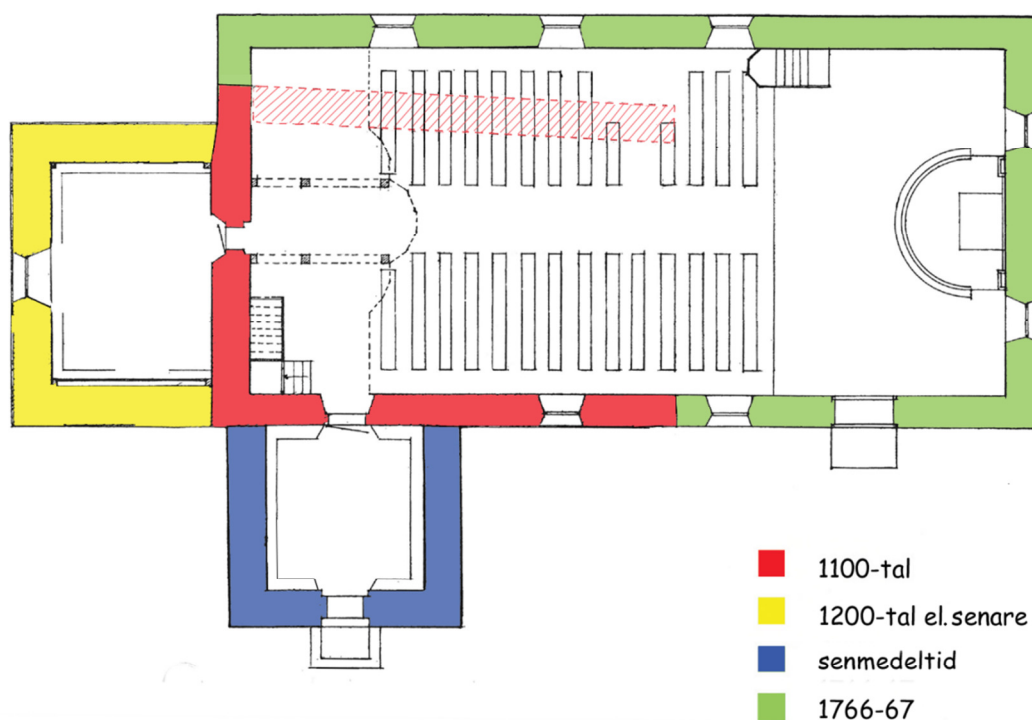 1100-tal
1200-tal el. senare
senmedeltid
1766-67